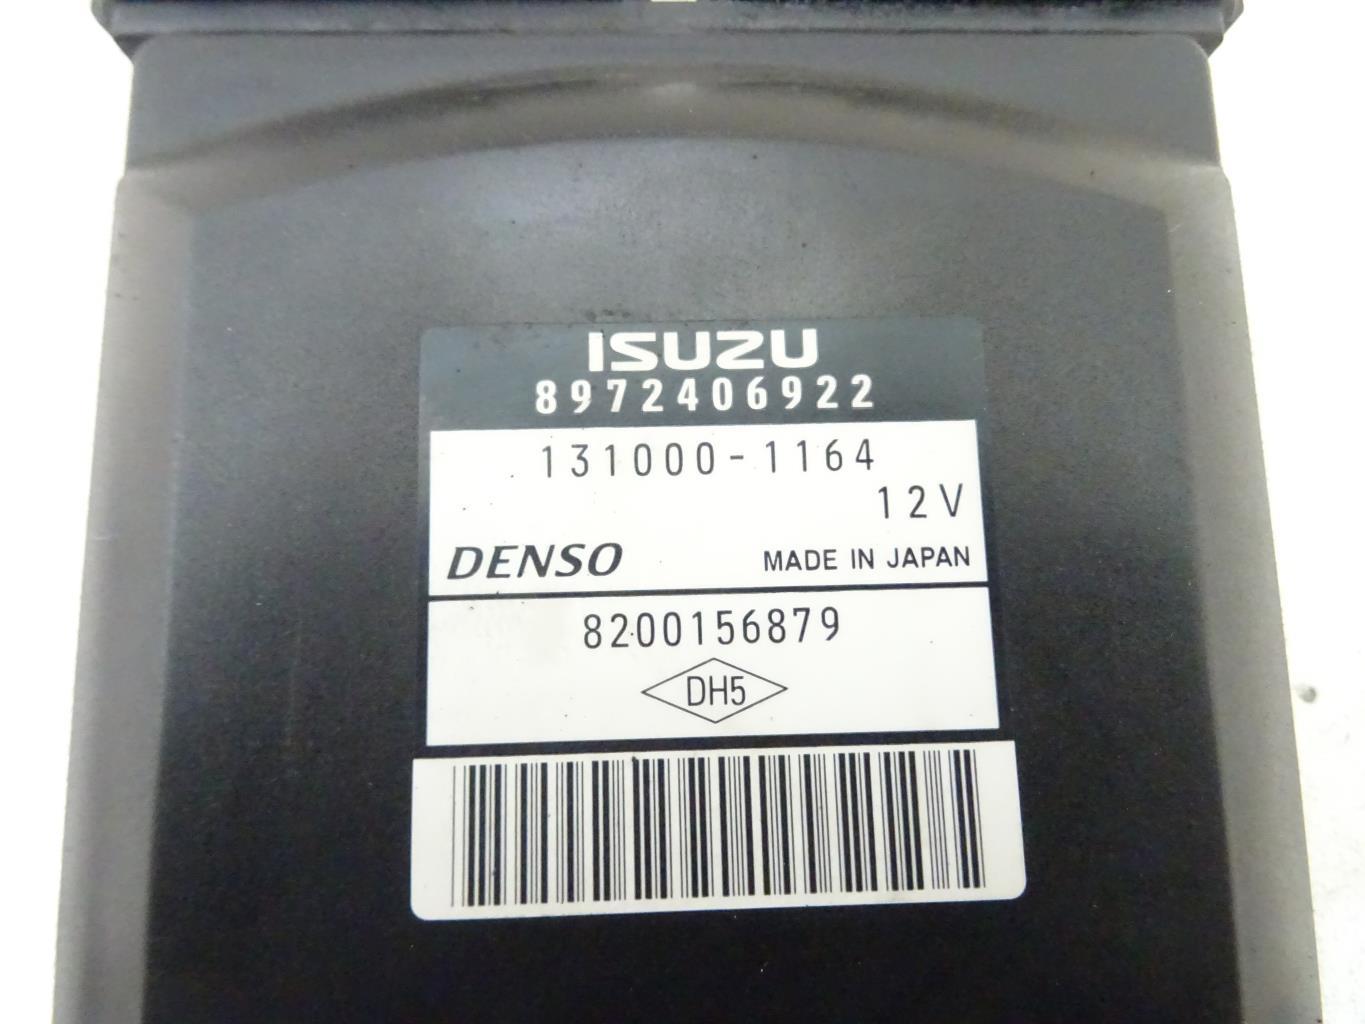 ISUZU
8972406922
131000-1164
12V
DENSO MADE IN JAPAN
8200156879
DH5